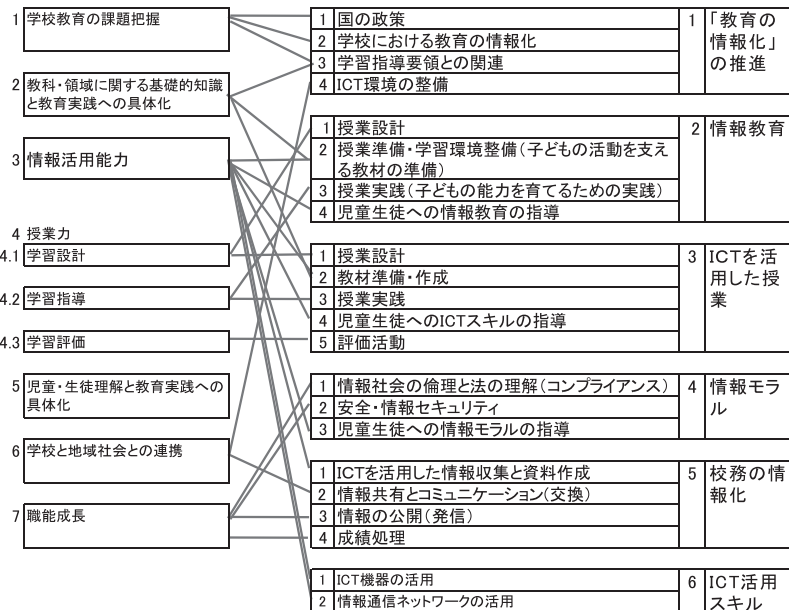 1 学校教育の課題把握
2 教科・領域に関する基礎的知識
と教育実践への具体化
3 情報活用能力
4 授業力
4.1 学習設計
4.2 学習指導
4.3 学習評価
5 児童・生徒理解と教育実践への
具体化
6 学校と地域社会との連携
7 職能成長
1 国の政策
2 学校における教育の情報化
3 学習指導要領との関連
4 ICT環境の整備
1 「教育の
情報化」
の推進
1 授業設計
2 授業準備・学習環境整備(子どもの活動を支え
る教材の準備)
3 授業実践(子どもの能力を育てるための実践)
4 児童生徒への情報教育の指導
2 情報教育
1 授業設計
2 教材準備・作成
3 授業実践
4 児童生徒へのICTスキルの指導
5 評価活動
3 ICTを活
用した授
業
1 情報社会の倫理と法の理解(コンプライアンス)
2 安全・情報セキュリティ
3 児童生徒への情報モラルの指導
4 情報モラ
ル
1 ICTを活用した情報収集と資料作成
2 情報共有とコミュニケーション(交換)
3 情報の公開(発信)
4 成績処理
5 校務の情
報化
1 ICT機器の活用
2 情報通信ネットワークの活用
6 ICT活用
スキル